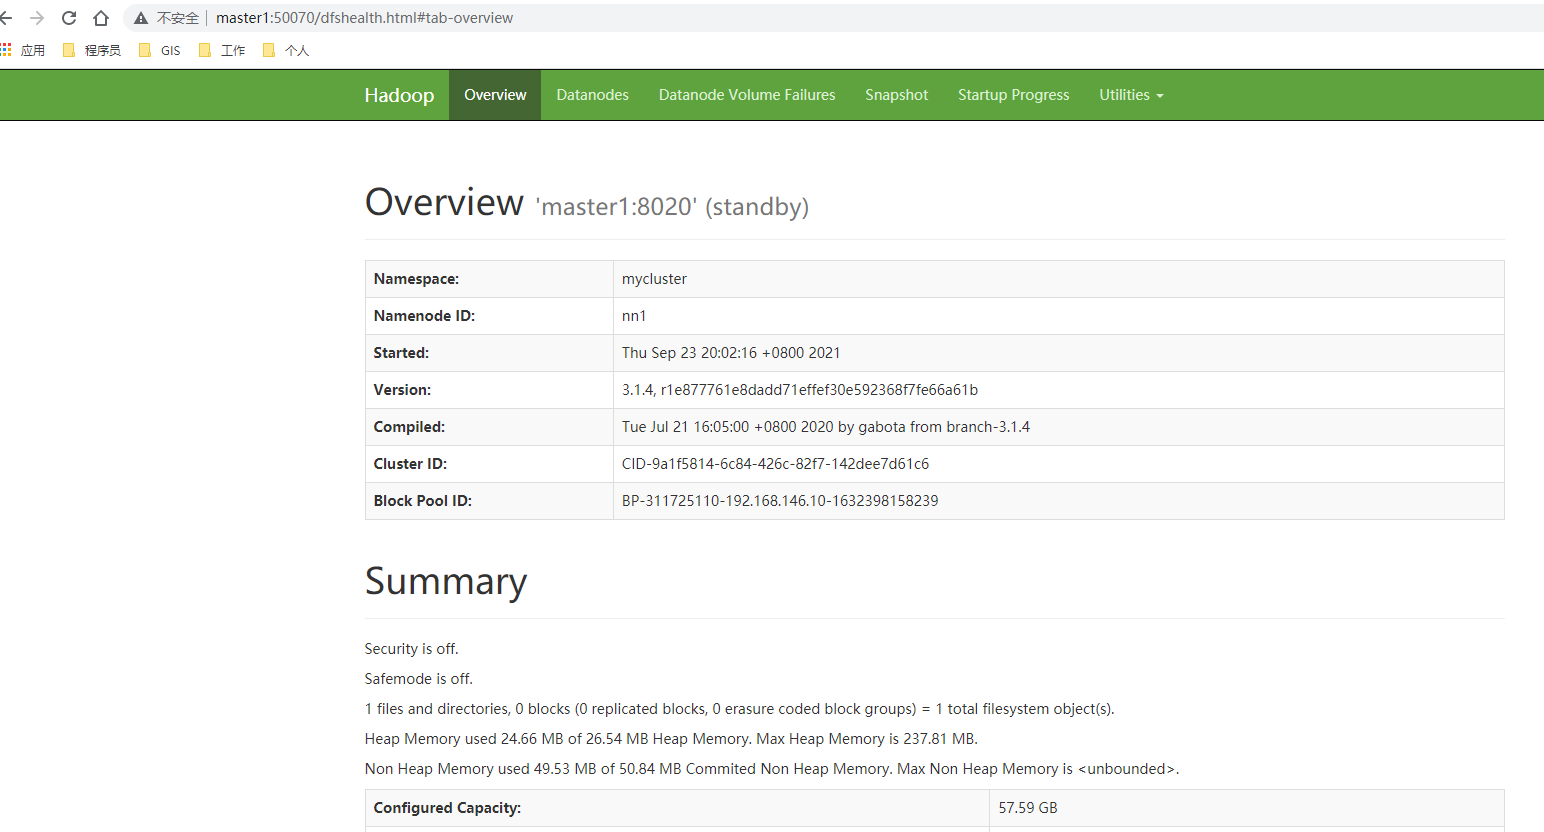 不安全 master1:50070/dfshealth.html#tab-overview
应用 程序员 GIS 工作 个人
Hadoop Overview Datanodes Datanode Volume Failures Snapshot Startup Progress Utilities
Overview 'master1:8020' (standby)
Namespace: mycluster
Namenode ID: nn1
Started: Thu Sep 23 20:02:16 +0800 2021
Version: 3.1.4, r1e877761e8dadd71effef30e592368f7fe66a61b
Compiled: Tue Jul 21 16:05:00 +0800 2020 by gabota from branch-3.1.4
Cluster ID: CID-9a1f5814-6c84-426c-82f7-142dee7d61c6
Block Pool ID: BP-311725110-192.168.146.10-1632398158239
Summary
Security is off.
Safemode is off.
1 files and directories, 0 blocks (0 replicated blocks, 0 erasure coded block groups) = 1 total filesystem object(s).
Heap Memory used 24.66 MB of 26.54 MB Heap Memory. Max Heap Memory is 237.81 MB.
Non Heap Memory used 49.53 MB of 50.84 MB Commited Non Heap Memory. Max Non Heap Memory is <unbounded>.
Configured Capacity: 57.59 GB